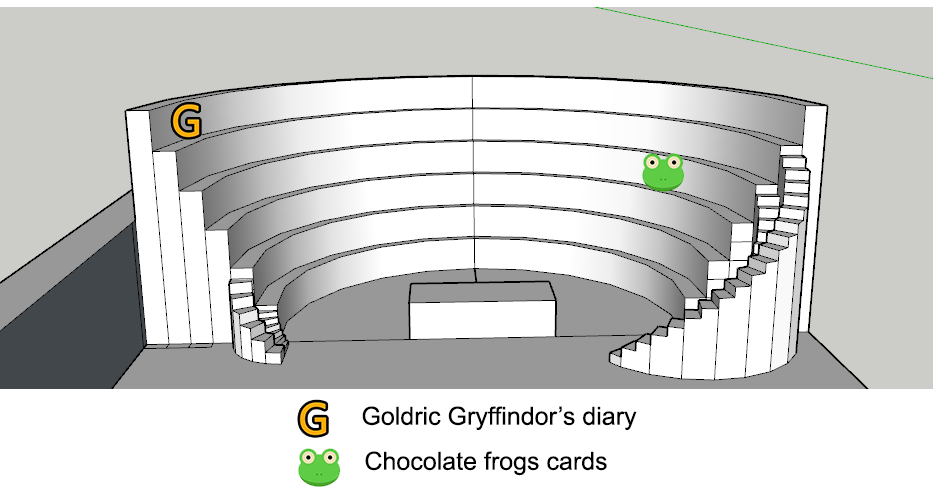 G
G Goldric Gryffindor’s diary
Chocolate frogs cards